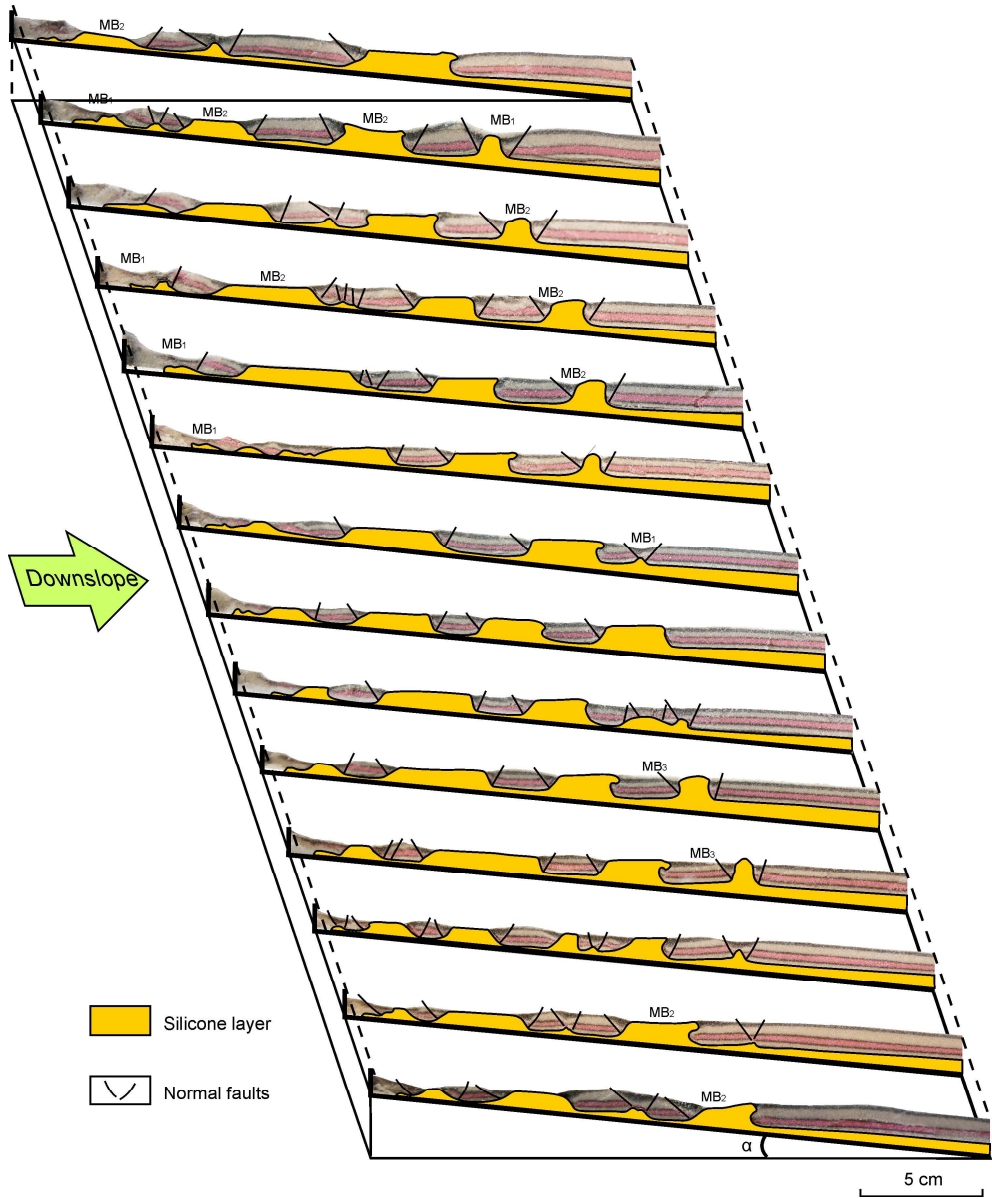 MB₂
MB₁
MB₂
MB₂
MB₁
MB₂
MB₁
MB₂
MB₂
MB₁
MB₂
MB₁
MB₁
Downslope
MB₃
MB₃
MB₂
Silicone layer
Normal faults
MB₂
α
5 cm